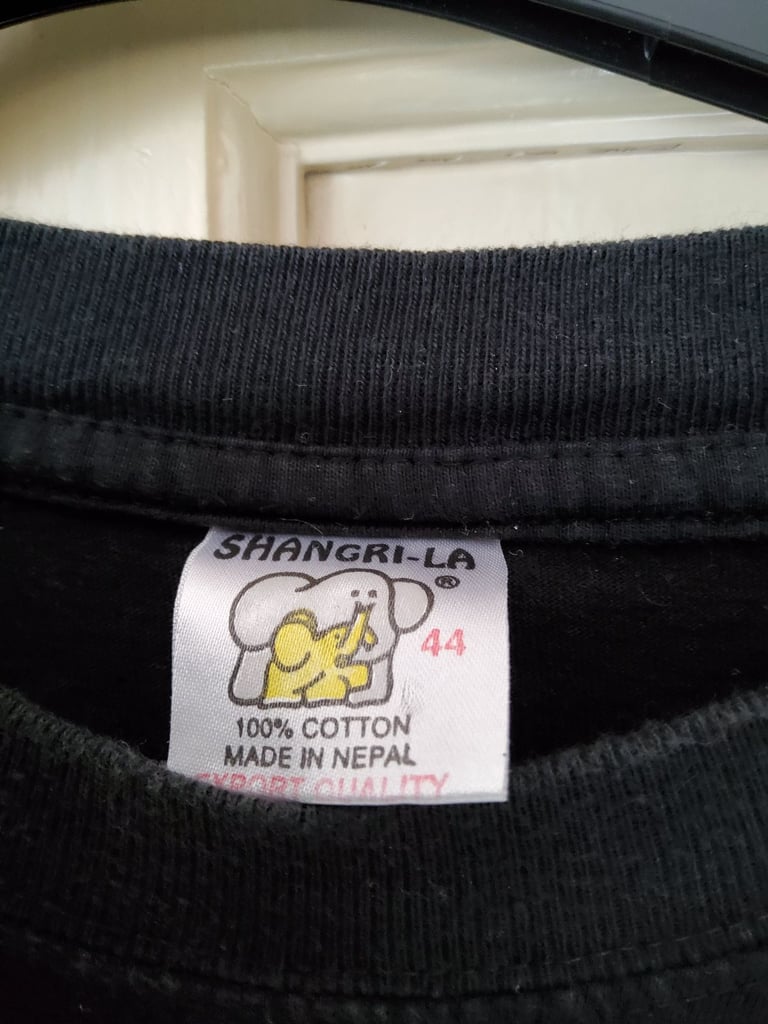 SHANGRI-LA
®
44
100% COTTON
MADE IN NEPAL
EXPORT QUALITY